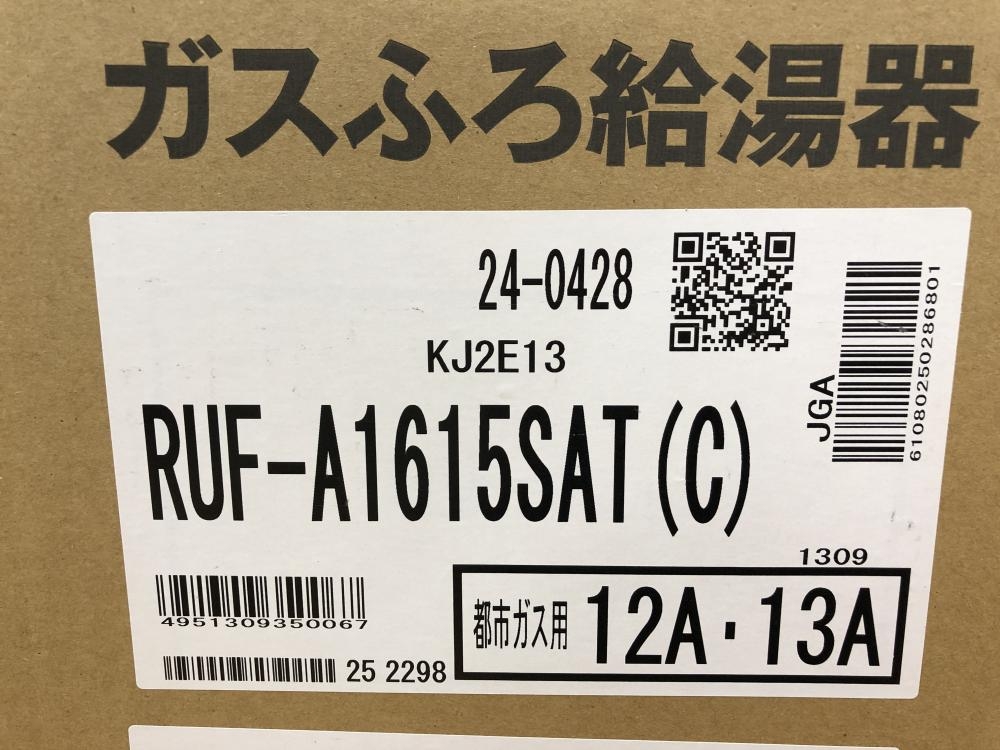 ガスふろ給湯器
24-0428
KJ2E13
JGA
61080250286801
RUF-A1615SAT(C)
1309
4951309350067
都市ガス用 12A・13A
25 2298